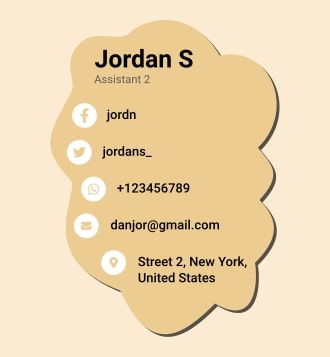 Jordan S
Assistant 2
jordn
jordans_
+123456789
danjor@gmail.com
Street 2, New York,
United States